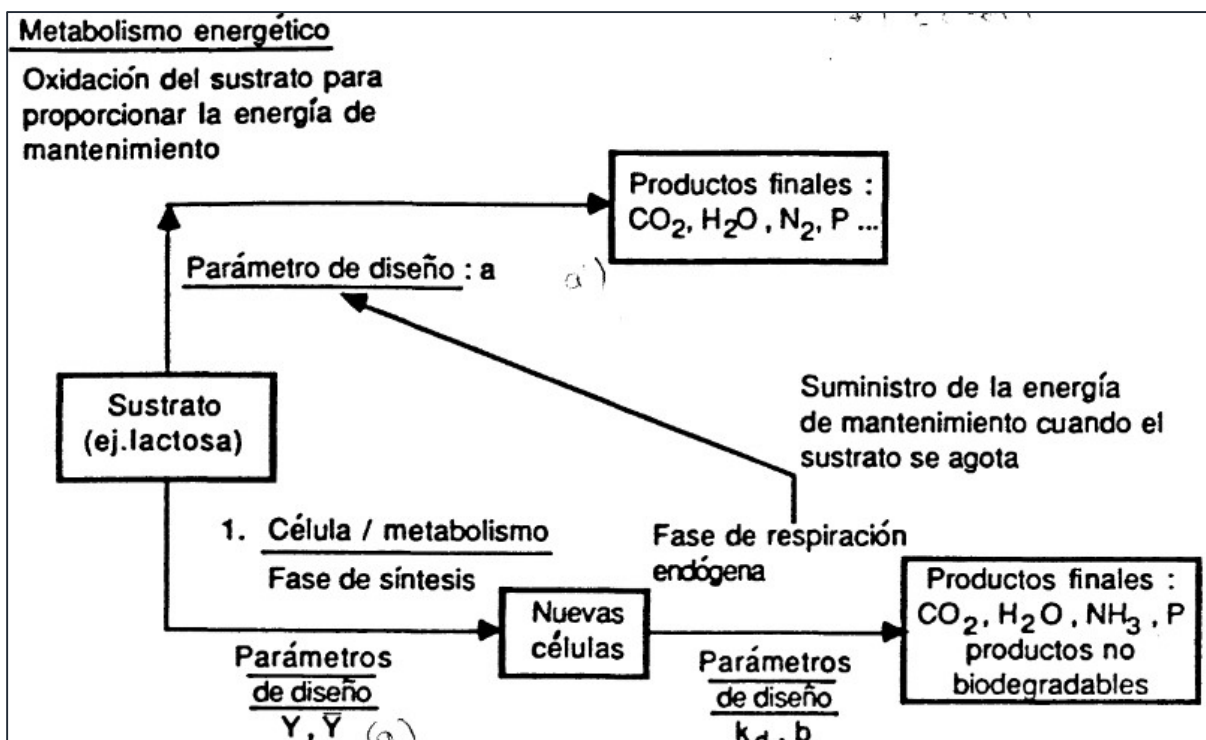 Metabolismo energético
Oxidación del sustrato para
proporcionar la energía de
mantenimiento
Productos finales :
CO₂, H₂O , N₂, P ...
Parámetro de diseño : a
a')
Sustrato
(ej.lactosa)
Suministro de la energía
de mantenimiento cuando el
sustrato se agota
1. Célula / metabolismo
Fase de síntesis
Fase de respiración
endógena
Nuevas
células
Productos finales :
CO₂, H₂O , NH₃ , P
productos no
biodegradables
Parámetros
de diseño
Y , Y̅ (a)
Parámetros
de diseño
k_d , b